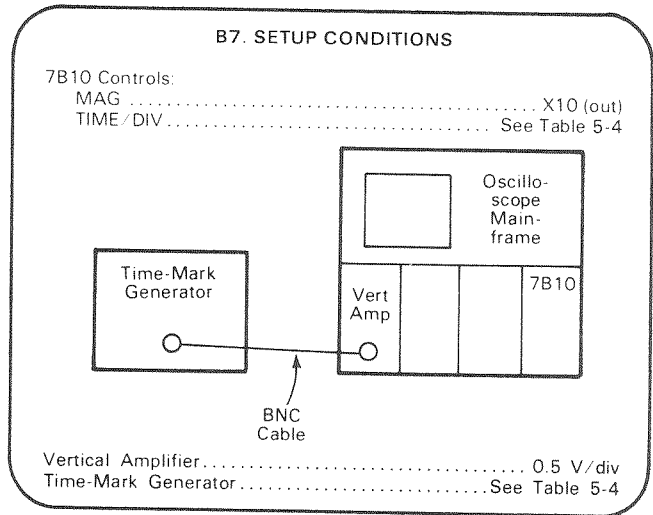 B7. SETUP CONDITIONS
7B10 Controls:
MAG ........................................ X10 (out)
TIME/DIV .................................... See Table 5-4
Oscillo-
scope
Main-
frame
Time-Mark
Generator
Vert
Amp
7B10
BNC
Cable
Vertical Amplifier .................................... 0.5 V/div
Time-Mark Generator ............................ See Table 5-4